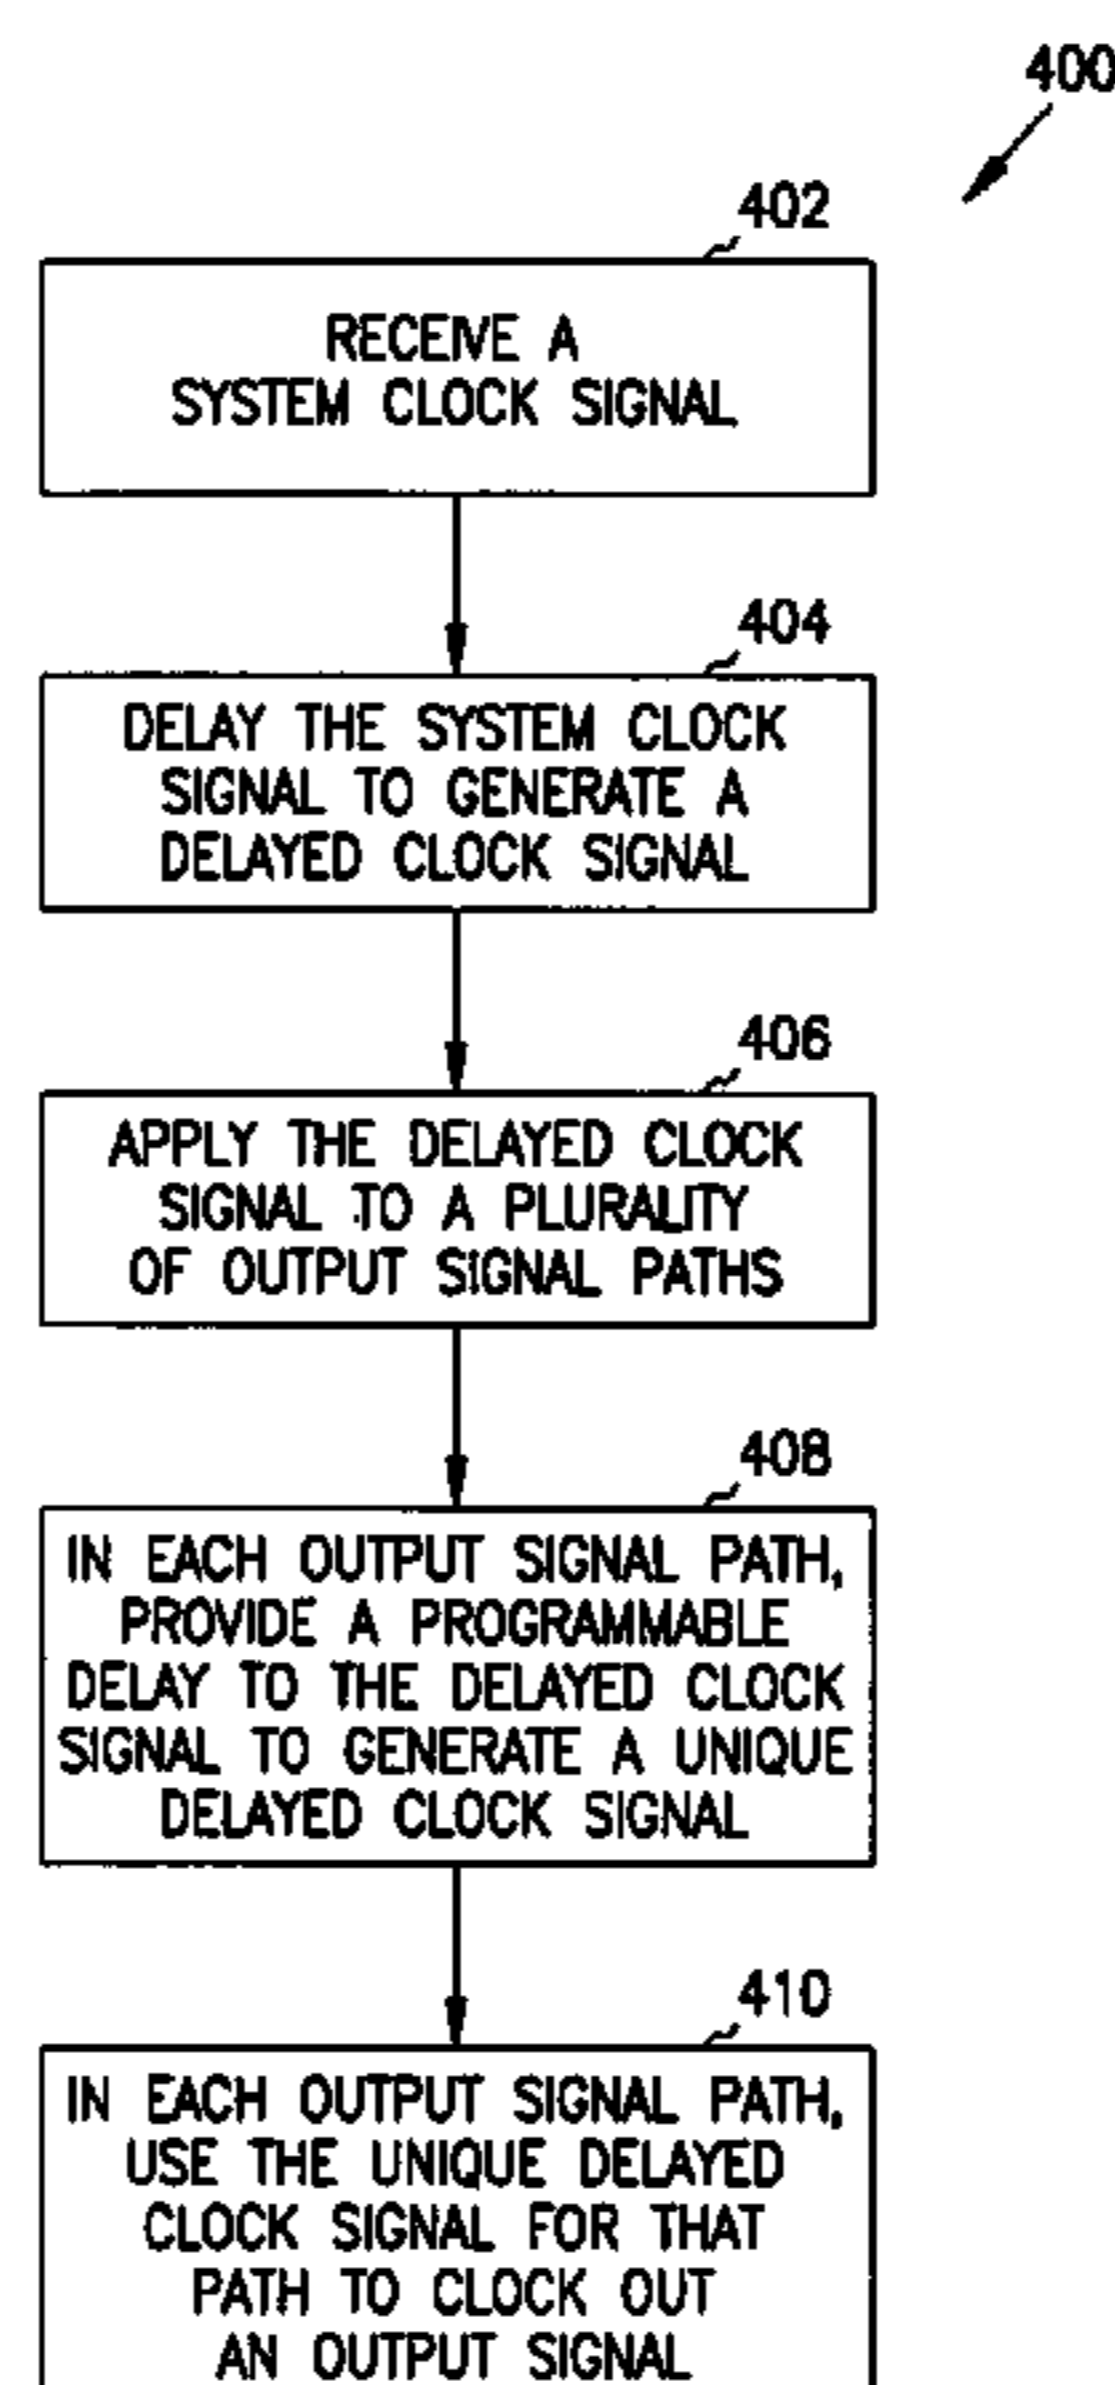 400
402
RECEIVE A
SYSTEM CLOCK SIGNAL
404
DELAY THE SYSTEM CLOCK
SIGNAL TO GENERATE A
DELAYED CLOCK SIGNAL
406
APPLY THE DELAYED CLOCK
SIGNAL TO A PLURALITY
OF OUTPUT SIGNAL PATHS
408
IN EACH OUTPUT SIGNAL PATH,
PROVIDE A PROGRAMMABLE
DELAY TO THE DELAYED CLOCK
SIGNAL TO GENERATE A UNIQUE
DELAYED CLOCK SIGNAL
410
IN EACH OUTPUT SIGNAL PATH,
USE THE UNIQUE DELAYED
CLOCK SIGNAL FOR THAT
PATH TO CLOCK OUT
AN OUTPUT SIGNAL